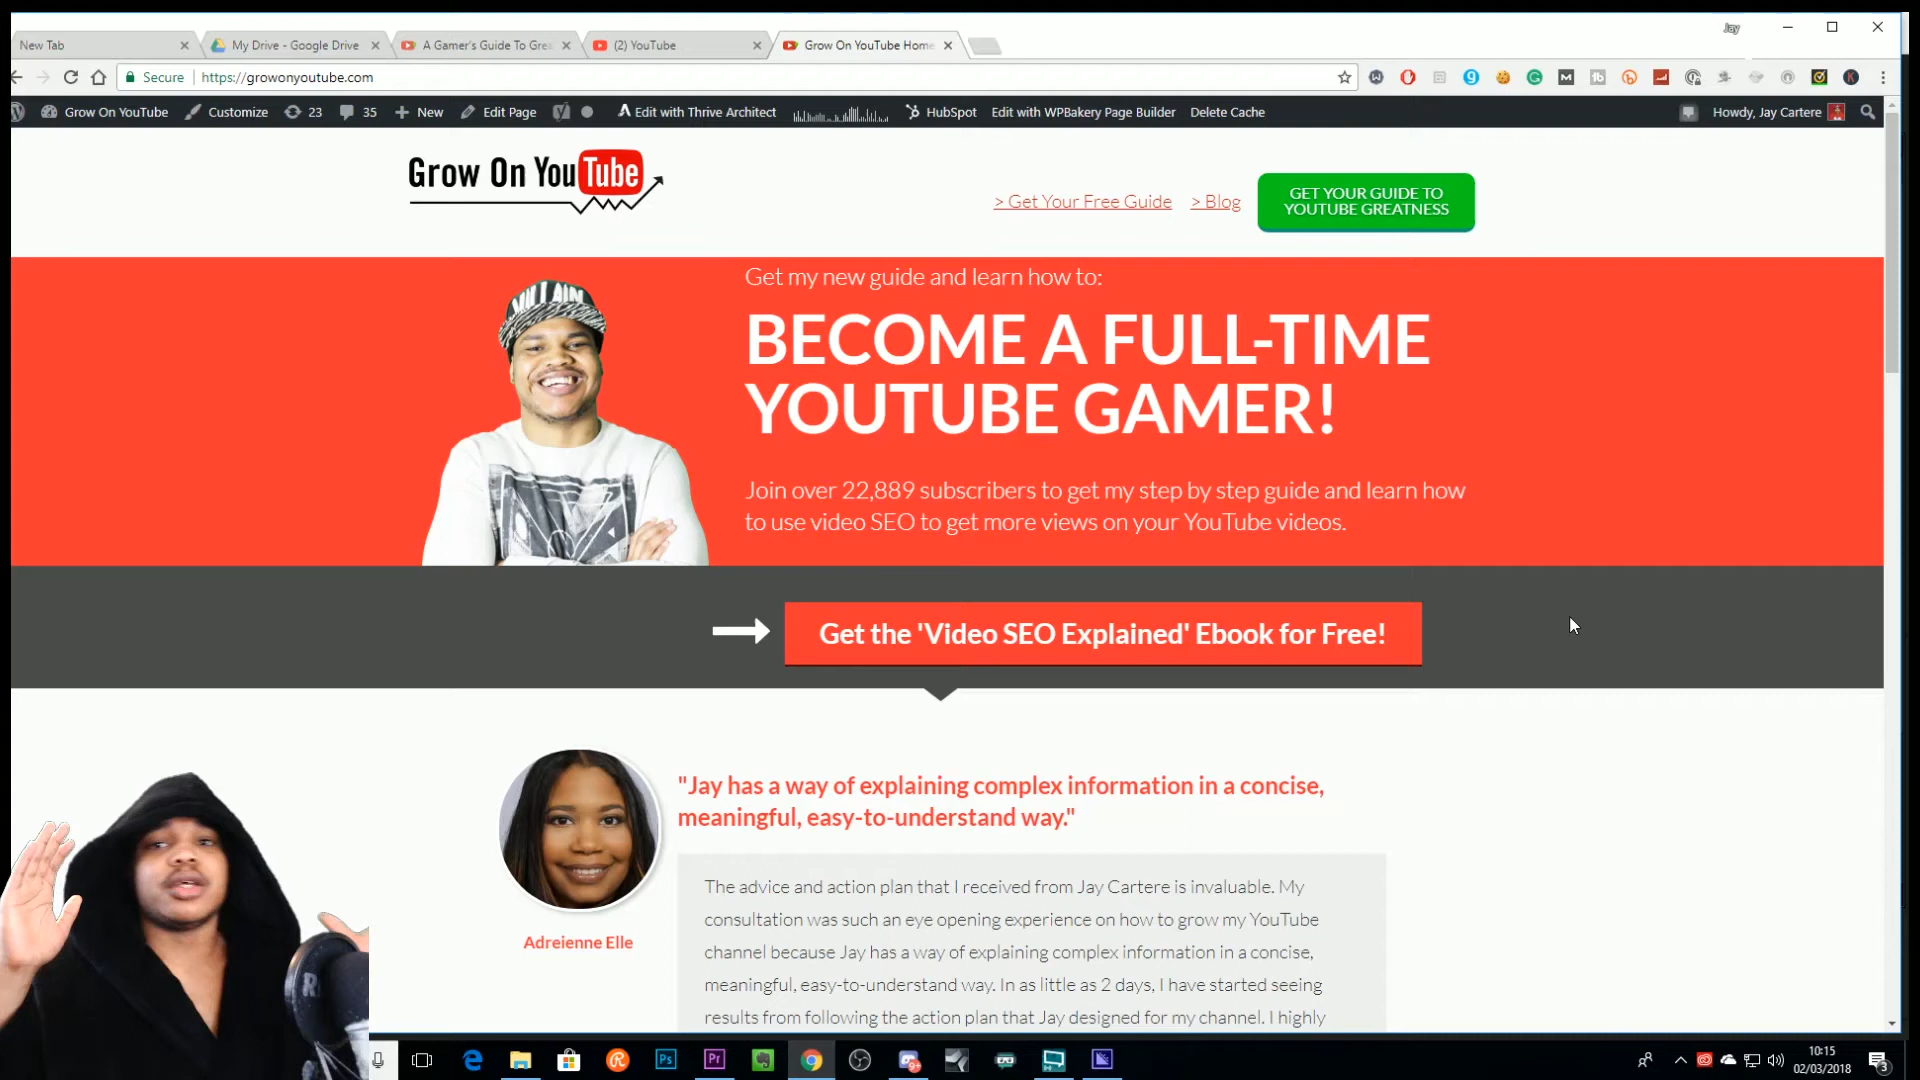 Jay
New Tab
My Drive - Google Drive
A Gamer's Guide To Grea
(2) YouTube
Grow On YouTube Home
Secure
https://growonyoutube.com
Grow On YouTube
Customize
23
35
New
Edit Page
Edit with Thrive Architect
HubSpot
Edit with WPBakery Page Builder
Delete Cache
Howdy, Jay Cartere
Grow On YouTube
> Get Your Free Guide
> Blog
GET YOUR GUIDE TO
YOUTUBE GREATNESS
VILLAIN
Get my new guide and learn how to:
BECOME A FULL-TIME
YOUTUBE GAMER!
Join over 22,889 subscribers to get my step by step guide and learn how
to use video SEO to get more views on your YouTube videos.
Get the 'Video SEO Explained' Ebook for Free!
"Jay has a way of explaining complex information in a concise,
meaningful, easy-to-understand way."
Adreienne Elle
The advice and action plan that I received from Jay Cartere is invaluable. My
consultation was such an eye opening experience on how to grow my YouTube
channel because Jay has a way of explaining complex information in a concise,
meaningful, easy-to-understand way. In as little as 2 days, I have started seeing
results from following the action plan that Jay designed for my channel. I highly
Ps
Pr
9+
10:15
02/03/2018
3